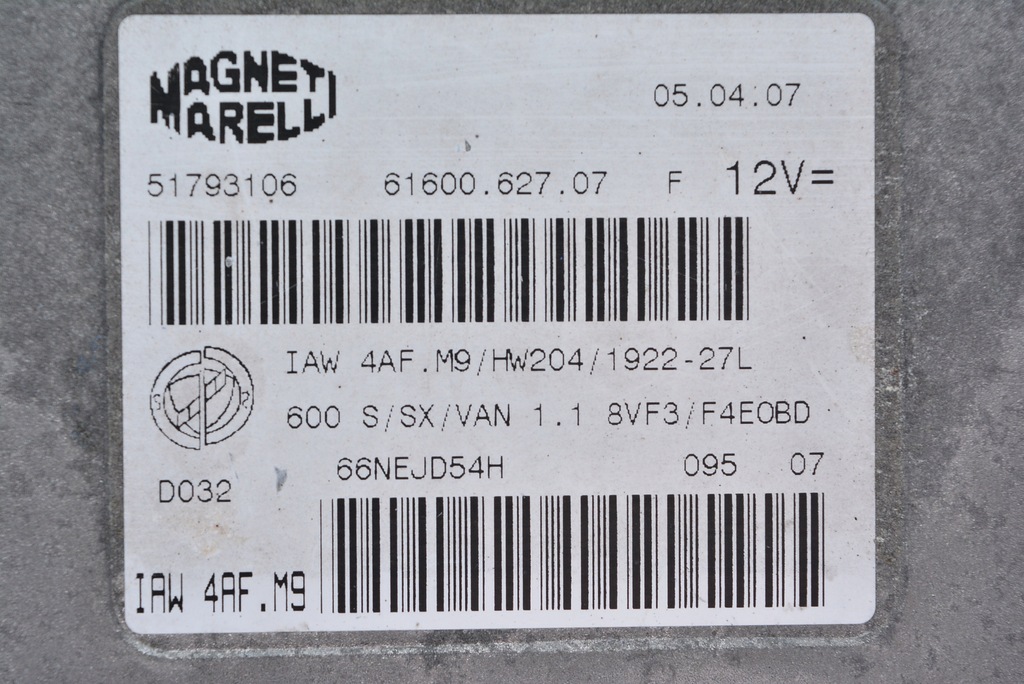 MAGNETI
MARELLI
05.04.07
51793106 61600.627.07 F 12V=
IAW 4AF.M9/HW204/1922-27L
600 S/SX/VAN 1.1 8VF3/F4EOBD
S R
66NEJD54H 095 07
D032
IAW 4AF.M9